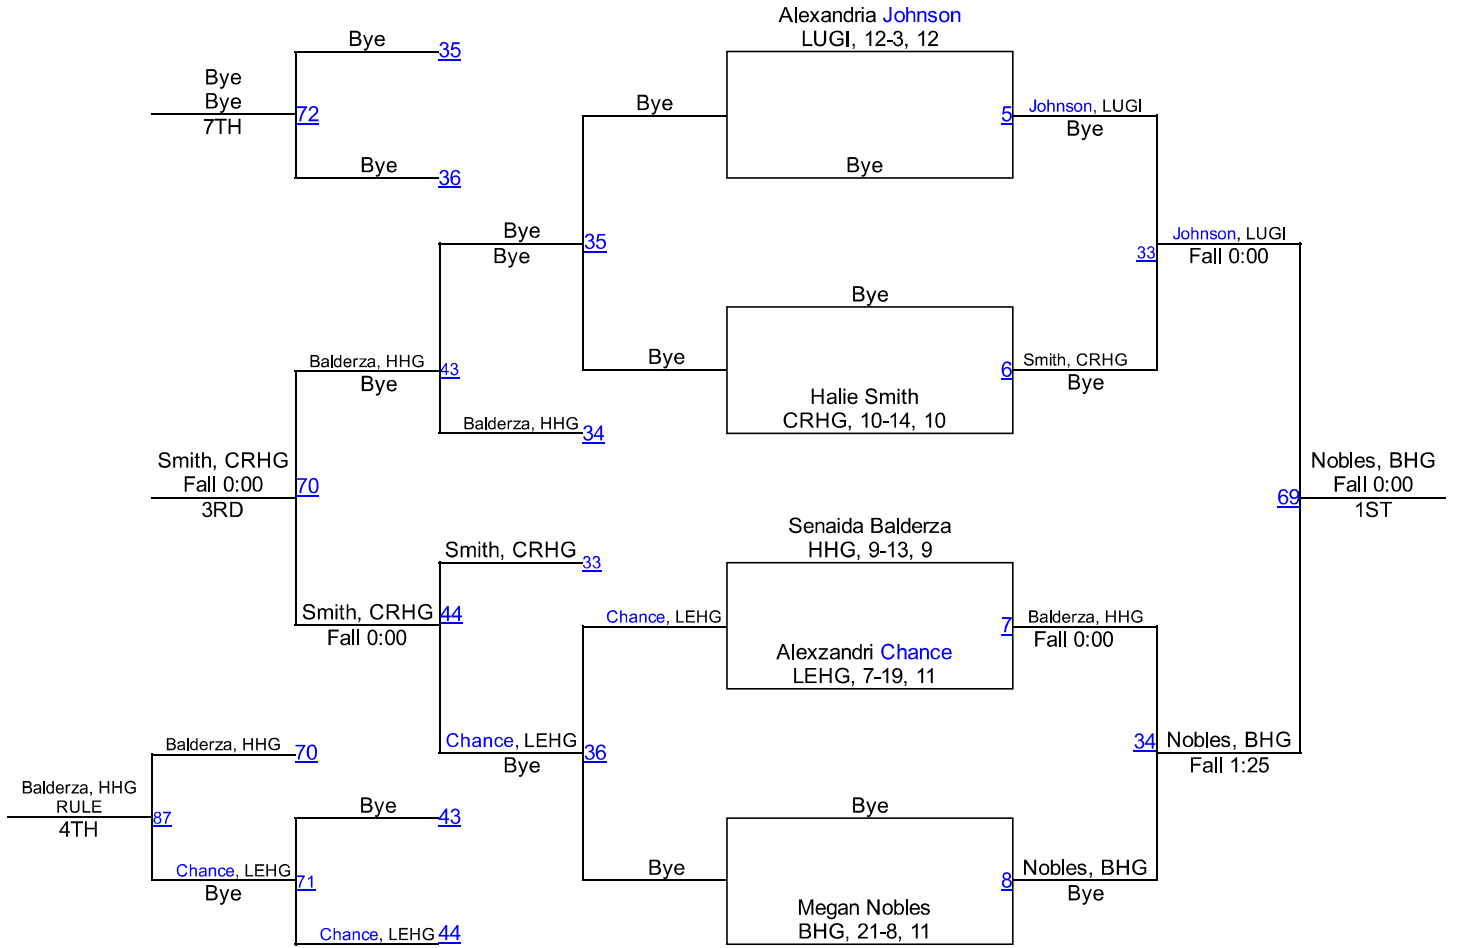 Alexandria Johnson
LUGI, 12-3, 12
Bye
35
Bye
Bye
72
7TH
Bye
5
Johnson, LUGI
Bye
Bye
36
Bye
Bye
35
Bye
Johnson, LUGI
33
Fall 0:00
Bye
Balderza, HHG
43
Bye
Bye
6
Smith, CRHG
Bye
Halie Smith
CRHG, 10-14, 10
Balderza, HHG
34
Smith, CRHG
Fall 0:00
70
3RD
Nobles, BHG
Fall 0:00
69
1ST
Senaida Balderza
HHG, 9-13, 9
Smith, CRHG
33
Smith, CRHG
44
Fall 0:00
Chance, LEHG
7
Balderza, HHG
Fall 0:00
Alexzandri Chance
LEHG, 7-19, 11
Balderza, HHG
70
Chance, LEHG
36
Bye
34
Nobles, BHG
Fall 1:25
Balderza, HHG
RULE
87
4TH
Bye
43
Bye
Chance, LEHG
71
Bye
Bye
8
Nobles, BHG
Bye
Megan Nobles
BHG, 21-8, 11
Chance, LEHG
44